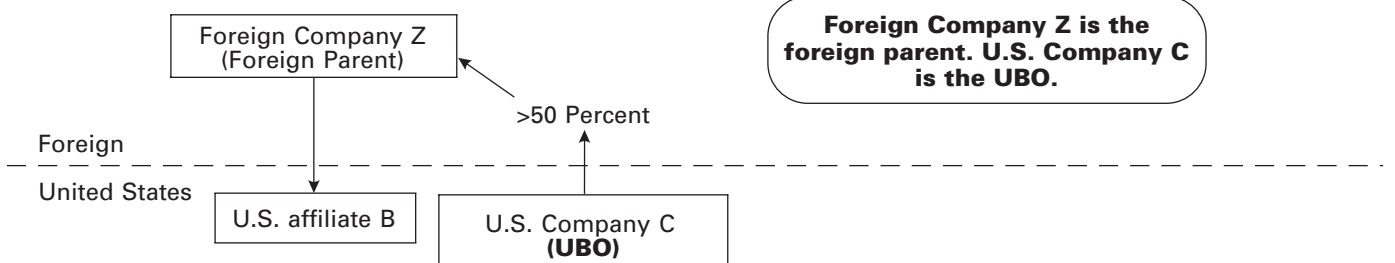 Foreign Company Z
(Foreign Parent)
Foreign Company Z is the
foreign parent. U.S. Company C
is the UBO.
>50 Percent
Foreign
United States
U.S. affiliate B
U.S. Company C
(UBO)